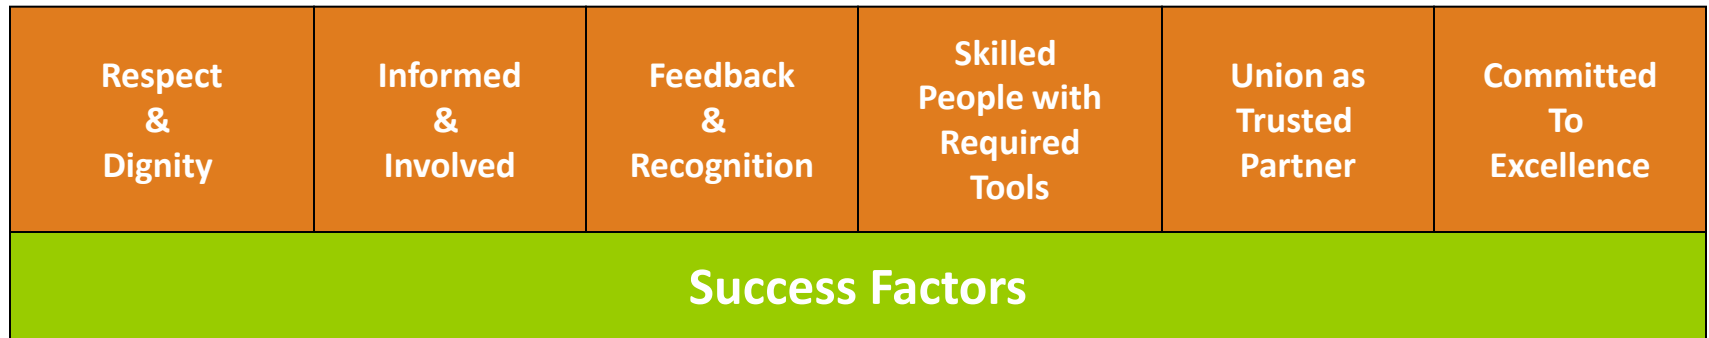 Respect
&
Dignity
Informed
&
Involved
Feedback
&
Recognition
Skilled
People with
Required
Tools
Union as
Trusted
Partner
Committed
To
Excellence
Success Factors